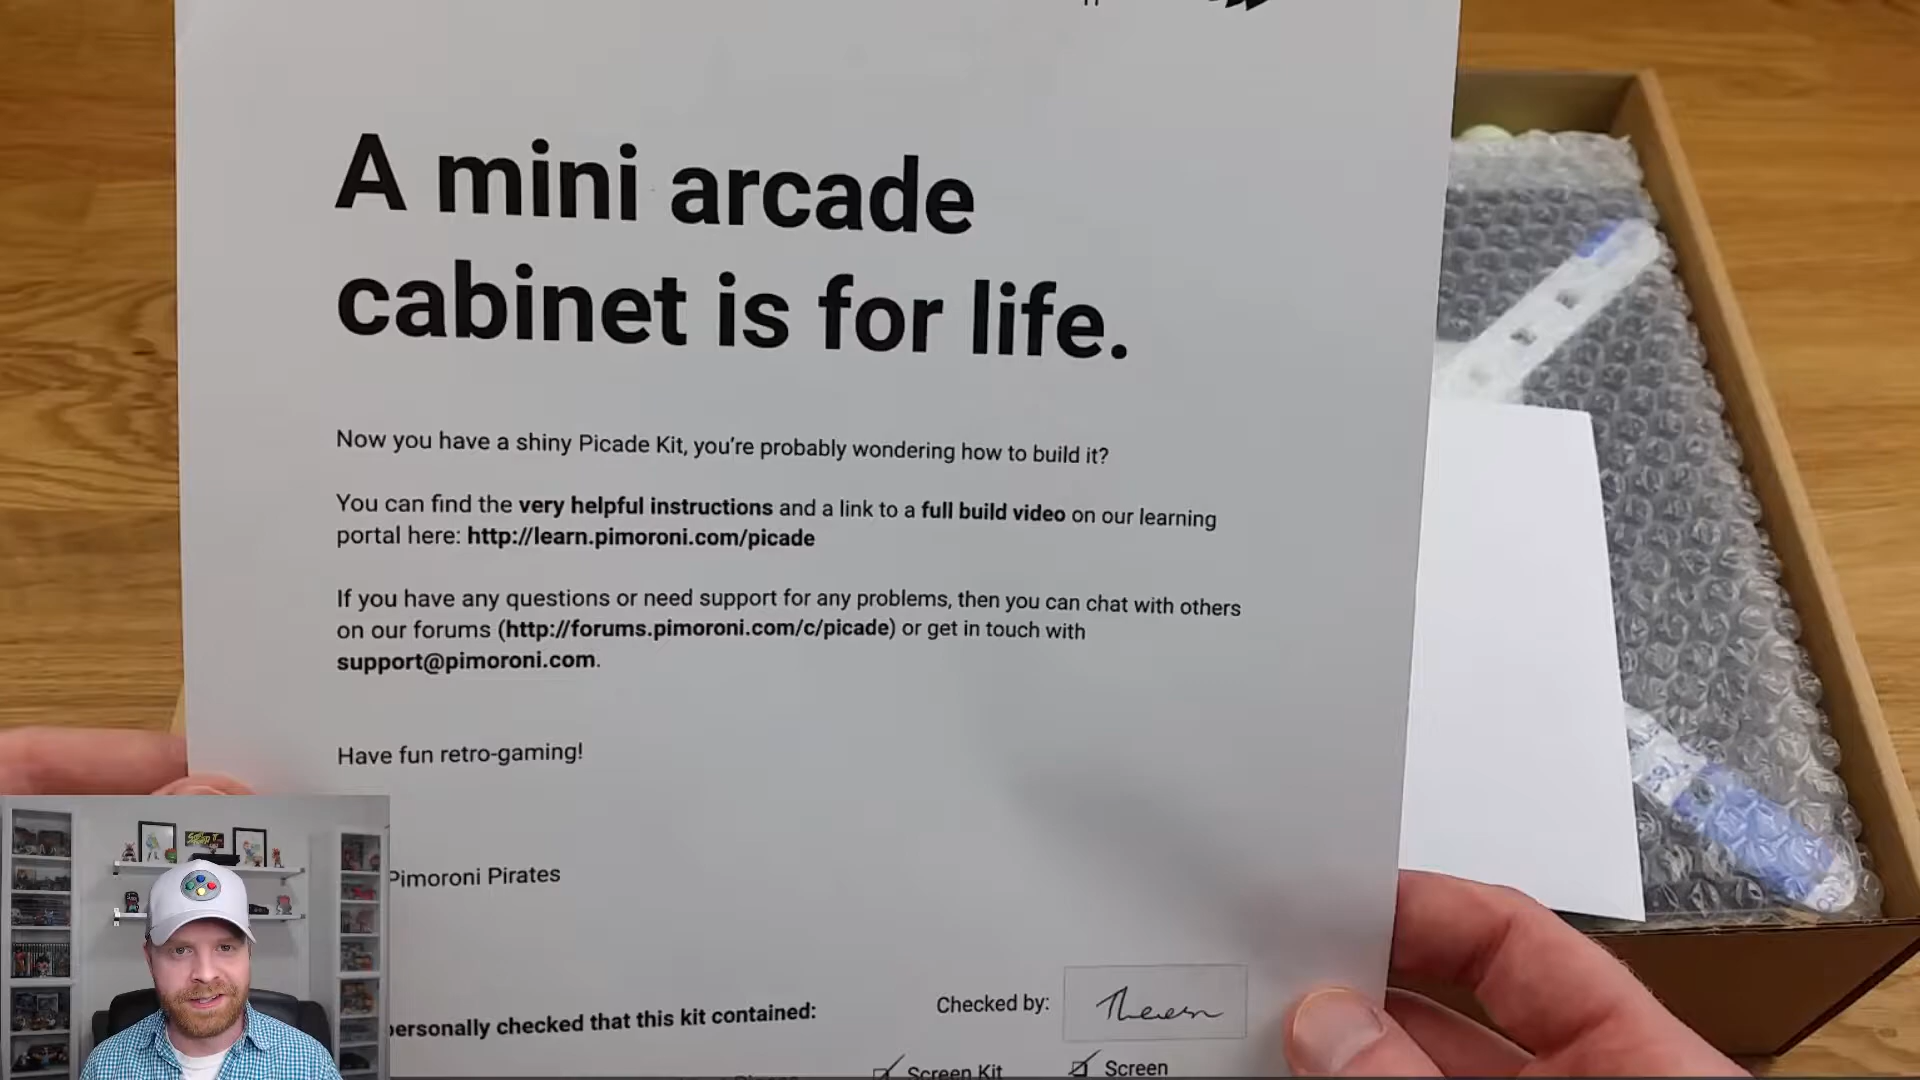 A mini arcade
cabinet is for life.
Now you have a shiny Picade Kit, you're probably wondering how to build it?
You can find the very helpful instructions and a link to a full build video on our learning
portal here: http://learn.pimoroni.com/picade
If you have any questions or need support for any problems, then you can chat with others
on our forums (http://forums.pimoroni.com/c/picade) or get in touch with
support@pimoroni.com.
Have fun retro-gaming!
Pimoroni Pirates
personally checked that this kit contained:
Checked by:
Screen Kit
Screen